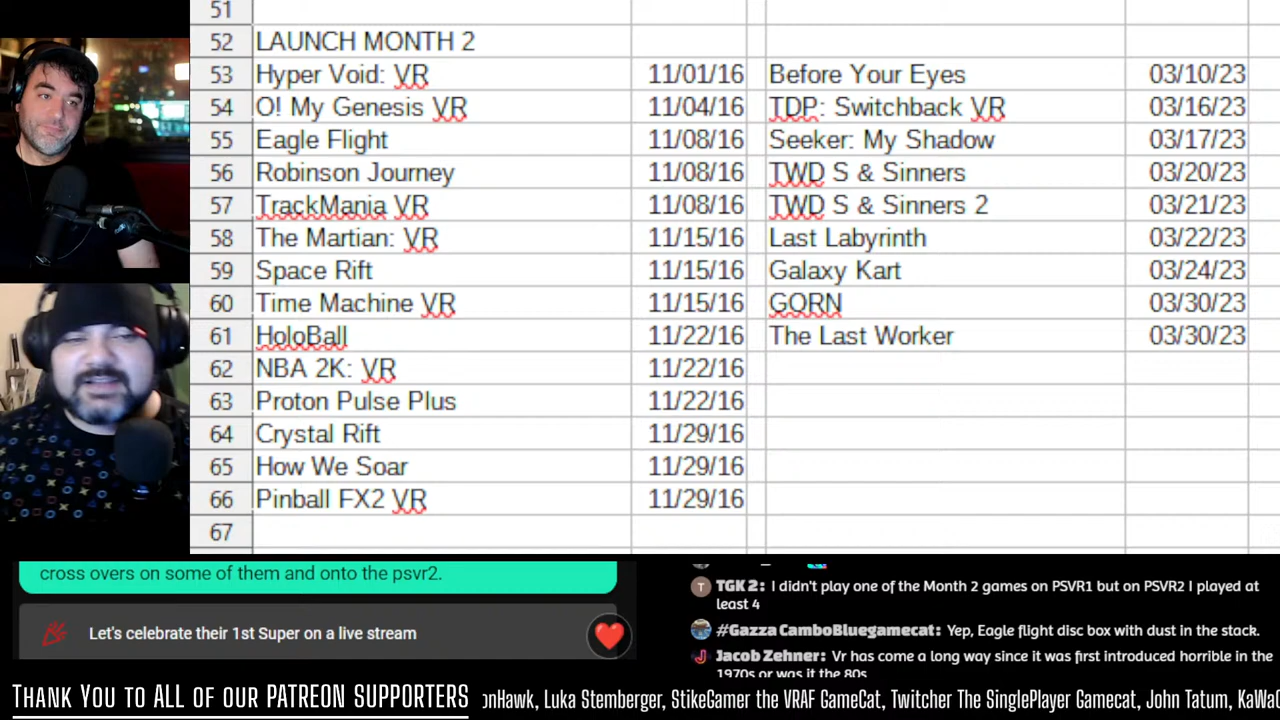 51
52 LAUNCH MONTH 2
53 Hyper Void: VR 11/01/16 Before Your Eyes 03/10/23
54 O! My Genesis VR 11/04/16 TDP: Switchback VR 03/16/23
55 Eagle Flight 11/08/16 Seeker: My Shadow 03/17/23
56 Robinson Journey 11/08/16 TWD S & Sinners 03/20/23
57 TrackMania VR 11/08/16 TWD S & Sinners 2 03/21/23
58 The Martian: VR 11/15/16 Last Labyrinth 03/22/23
59 Space Rift 11/15/16 Galaxy Kart 03/24/23
60 Time Machine VR 11/15/16 GORN 03/30/23
61 HoloBall 11/22/16 The Last Worker 03/30/23
62 NBA 2K: VR 11/22/16
63 Proton Pulse Plus 11/22/16
64 Crystal Rift 11/29/16
65 How We Soar 11/29/16
66 Pinball FX2 VR 11/29/16
67
cross overs on some of them and onto the psvr2.
Let's celebrate their 1st Super on a live stream
T TGK 2: I didn't play one of the Month 2 games on PSVR1 but on PSVR2 I played at
least 4
#Gazza CamboBluegamecat: Yep, Eagle flight disc box with dust in the stack.
Jacob Zehner: Vr has come a long way since it was first introduced horrible in the
1970s or was it the 80s
THANK YOU TO ALL OF OUR PATREON SUPPORTERS
onHawk, Luka Stemberger, StikeGamer the VRAF GameCat, Twitcher The SinglePlayer Gamecat, John Tatum, KaWaG